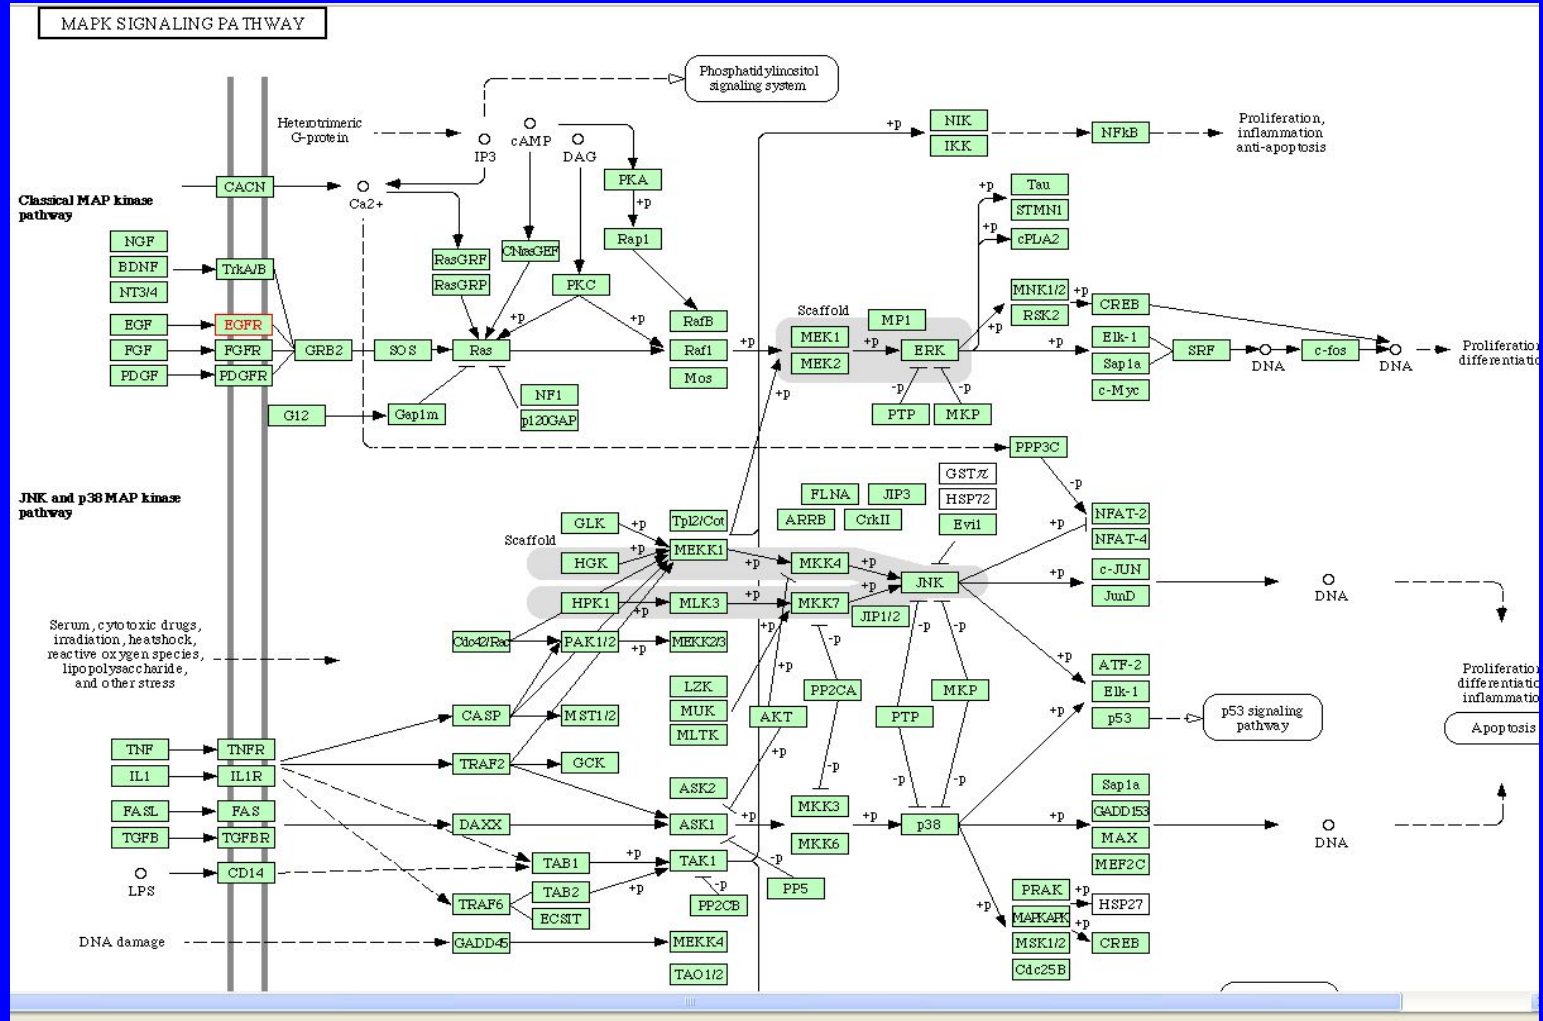 MAPK SIGNALING PATHWAY
Phosphatidylinositol
signaling system
Heterotrimeric
G-protein
IP3
cAMP
DAG
+p
NIK
IKK
NFkB
Proliferation,
inflammation
anti-apoptosis
CACN
Ca2+
PKA
+p
Rap1
+p
Tau
STMN1
+p
cPLA2
Classical MAP kinase
pathway
NGF
BDNF
NT3/4
TrkA/B
RasGRF
RasGRP
CNrasGEF
PKC
MNK1/2
RSK2
+p
CREB
EGF
EGFR
FGF
FGFR
PDGF
PDGFR
GRB2
SOS
Ras
+p
+p
RafB
Raf1
Mos
+p
Scaffold
MEK1
MEK2
MP1
+p
ERK
+p
+p
Elk-1
Sap1a
c-Myc
SRF
DNA
c-fos
DNA
Proliferatio
differentiatio
G12
Gap1m
NF1
p120GAP
+p
-p
-p
PTP
MKP
PPP3C
-p
JNK and p38 MAP kinase
pathway
GSTπ
HSP72
Evi1
FLNA
JIP3
ARRB
CrkII
NFAT-2
NFAT-4
+p
Scaffold
GLK
+p
Tpl2/Cot
MEKK1
HGK
+p
+p
MKK4
+p
JNK
+p
c-JUN
JunD
DNA
HPK1
+p
+p
MLK3
+p
MKK7
+p
JIP1/2
Serum, cytotoxic drugs,
irradiation, heatshock,
reactive oxygen species,
lipopolysaccharide,
and other stress
Cdc42/Rac
PAK1/2
+p
MEKK2/3
+p
-p
-p
-p
+p
+p
ATF-2
Elk-1
p53
p53 signaling
pathway
Proliferatio
differentiatio
inflammatio
Apoptosis
LZK
MUK
MLTK
PP2CA
AKT
PTP
MKP
+p
CASP
MST1/2
TNF
TNFR
IL1
IL1R
TRAF2
GCK
+p
-p
-p
-p
ASK2
MKK3
MKK6
FASL
FAS
TGFB
TGFBR
DAXX
ASK1
+p
+p
p38
+p
Sap1a
GADD153
MAX
MEF2C
DNA
LPS
CD14
TAB1
+p
TAK1
-p
TRAF6
TAB2
ECSIT
+p
-p
PP2CB
PP5
+p
PRAK
MAPKAPK
MSK1/2
Cdc25B
+p
HSP27
+p
CREB
DNA damage
GADD45
MEKK4
TAO1/2